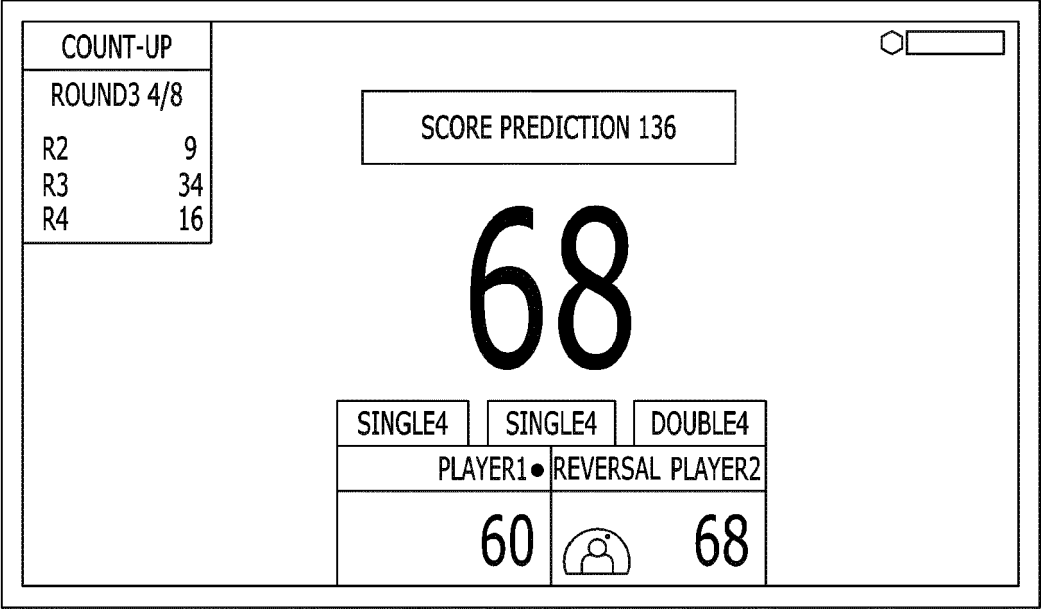 COUNT-UP
ROUND3 4/8
R2 9
R3 34
R4 16
SCORE PREDICTION 136
68
SINGLE4 SINGLE4 DOUBLE4
PLAYER1● REVERSAL PLAYER2
60 68